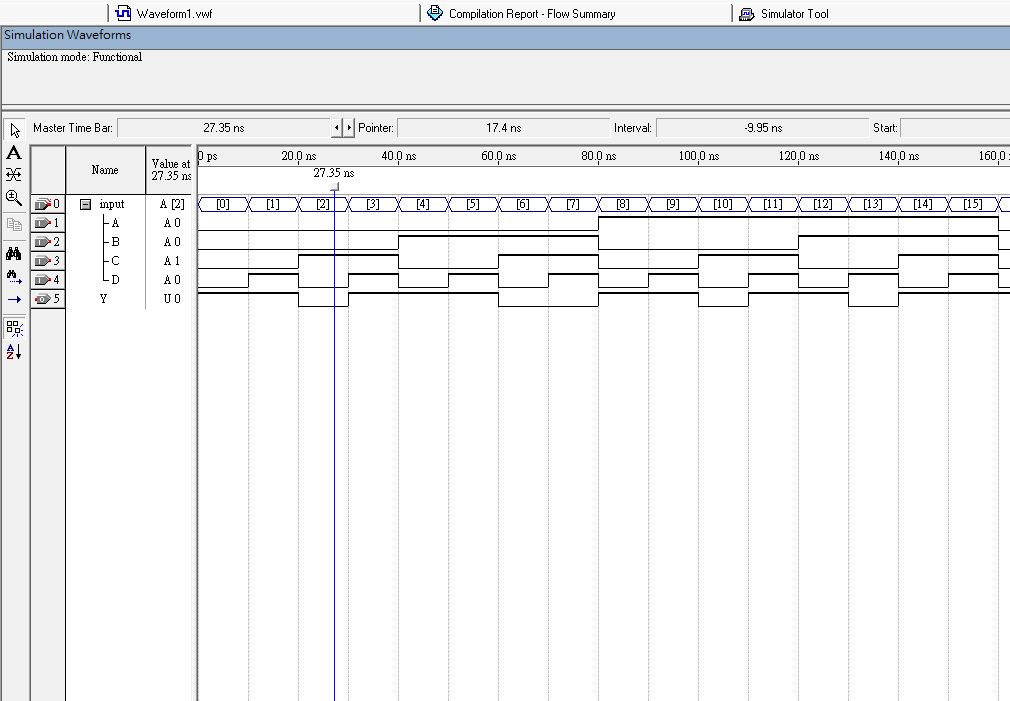 Waveform1.vwf Compilation Report - Flow Summary Simulator Tool
Simulation Waveforms
Simulation mode: Functional
Master Time Bar: 27.35 ns Pointer: 17.4 ns Interval: -9.95 ns Start:
Name Value at 27.35 ns
0 ps 20.0 ns 40.0 ns 60.0 ns 80.0 ns 100.0 ns 120.0 ns 140.0 ns 160.0
27.35 ns
0 input A [2] [0] [1] [2] [3] [4] [5] [6] [7] [8] [9] [10] [11] [12] [13] [14] [15]
1 A A 0
2 B A 0
3 C A 1
4 D A 0
5 Y U 0